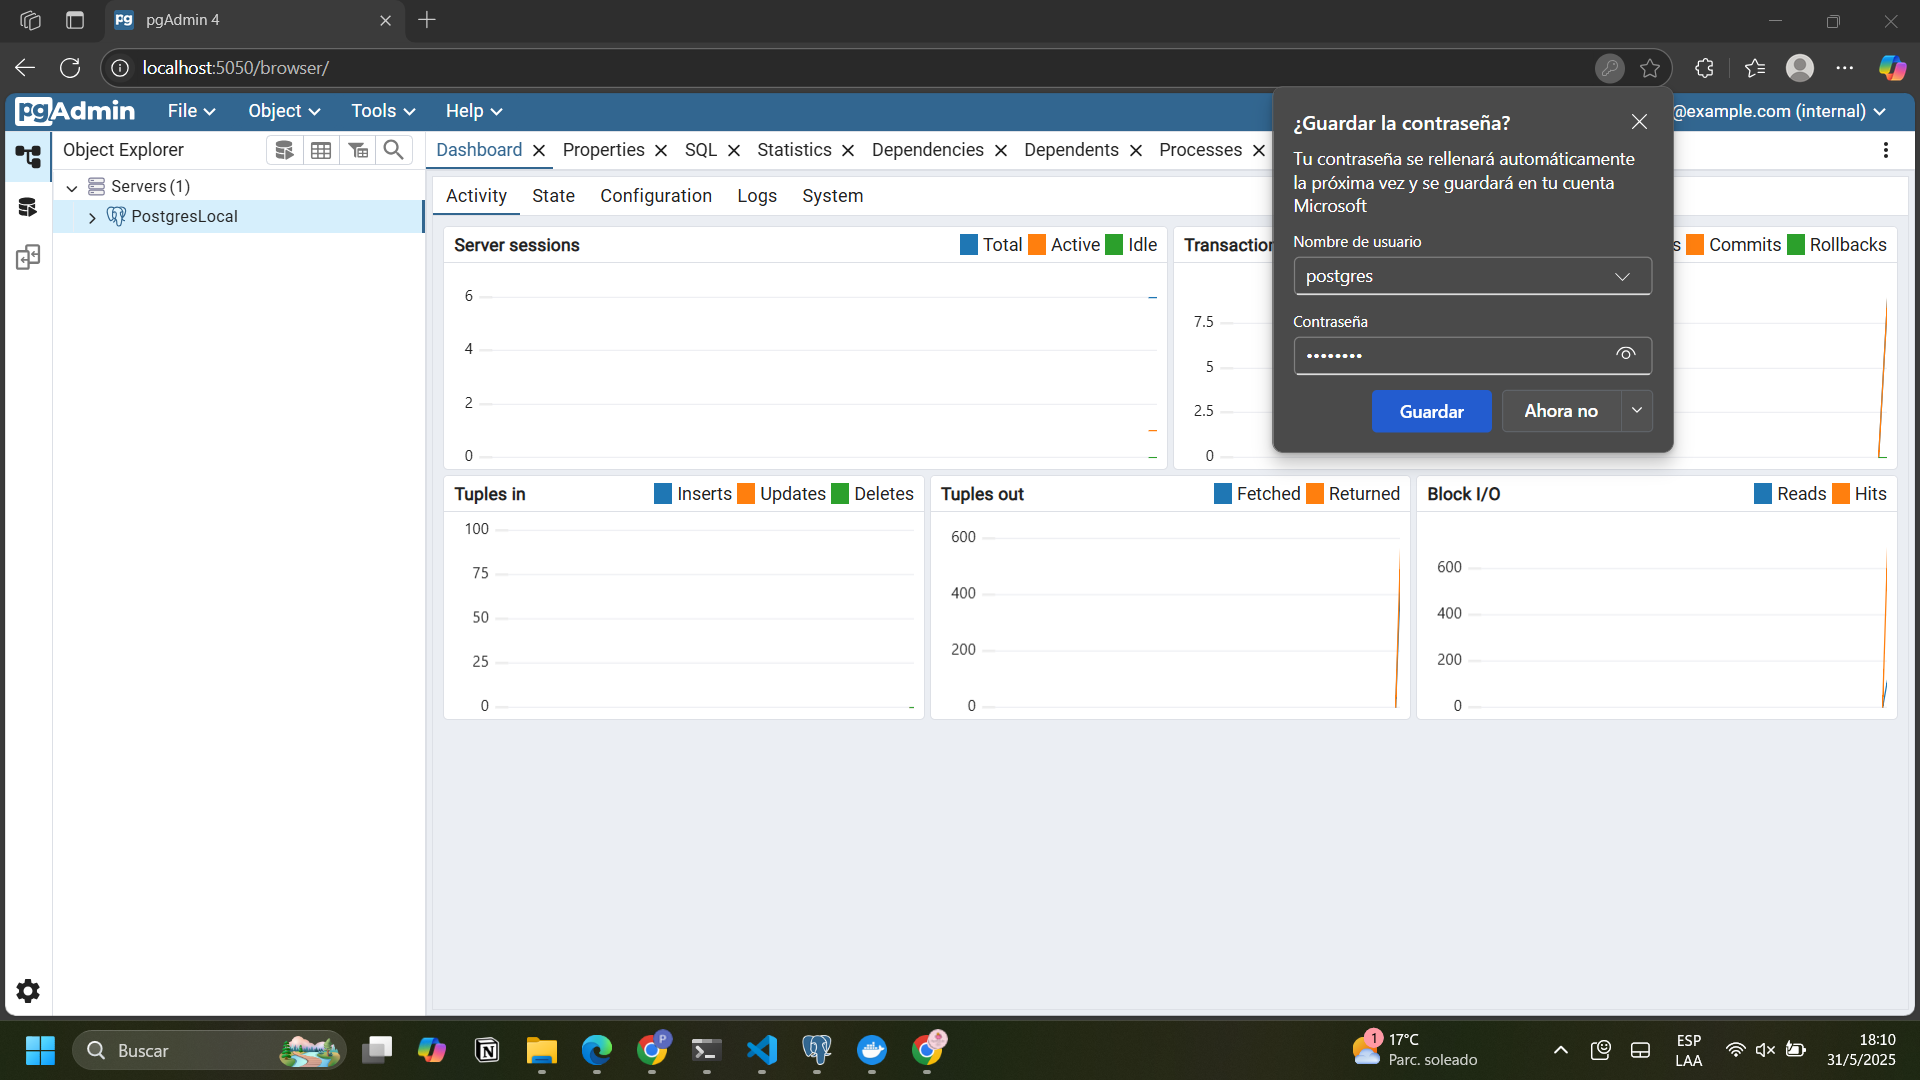 pgAdmin 4
localhost:5050/browser/
pgAdmin
File
Object
Tools
Help
@example.com (internal)
Object Explorer
Servers (1)
PostgresLocal
Dashboard
Properties
SQL
Statistics
Dependencies
Dependents
Processes
Activity
State
Configuration
Logs
System
Server sessions
Total
Active
Idle
6
4
2
0
Transaction
s
Commits
Rollbacks
7.5
5
2.5
0
¿Guardar la contraseña?
Tu contraseña se rellenará automáticamente
la próxima vez y se guardará en tu cuenta
Microsoft
Nombre de usuario
postgres
Contraseña
••••••••
Guardar
Ahora no
Tuples in
Inserts
Updates
Deletes
100
75
50
25
0
Tuples out
Fetched
Returned
600
400
200
0
Block I/O
Reads
Hits
600
400
200
0
Buscar
P
1
17°C
Parc. soleado
ESP
LAA
18:10
31/5/2025